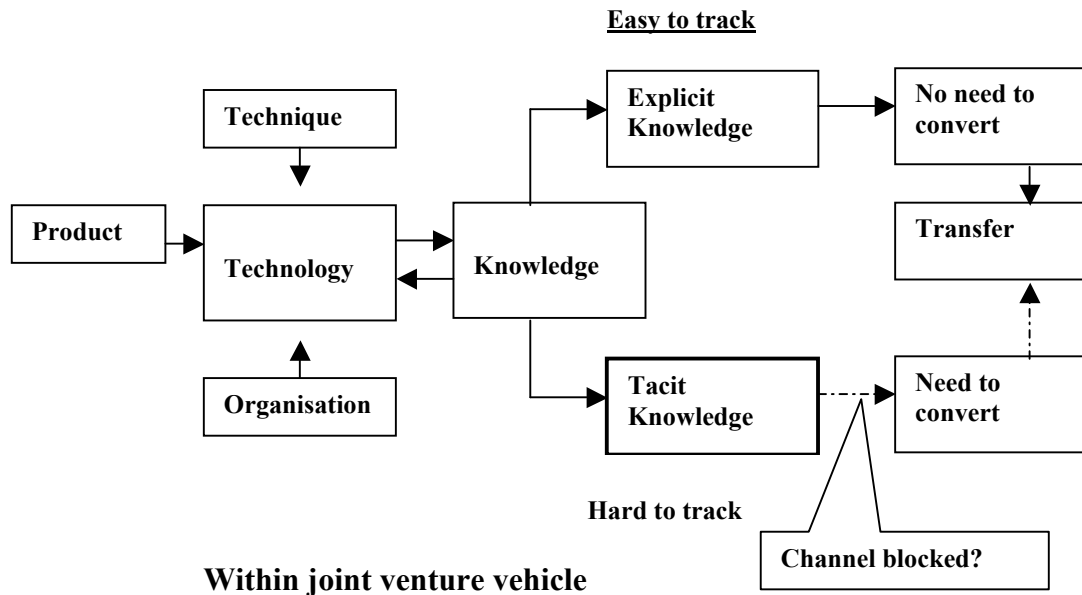 Easy to track
Technique
Explicit
Knowledge
No need to
convert
Product
Technology
Knowledge
Transfer
Organisation
Tacit
Knowledge
Need to
convert
Hard to track
Channel blocked?
Within joint venture vehicle